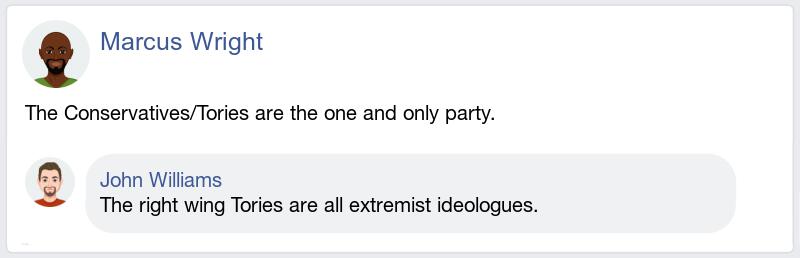 Marcus Wright
The Conservatives/Tories are the one and only party.
John Williams
The right wing Tories are all extremist ideologues.